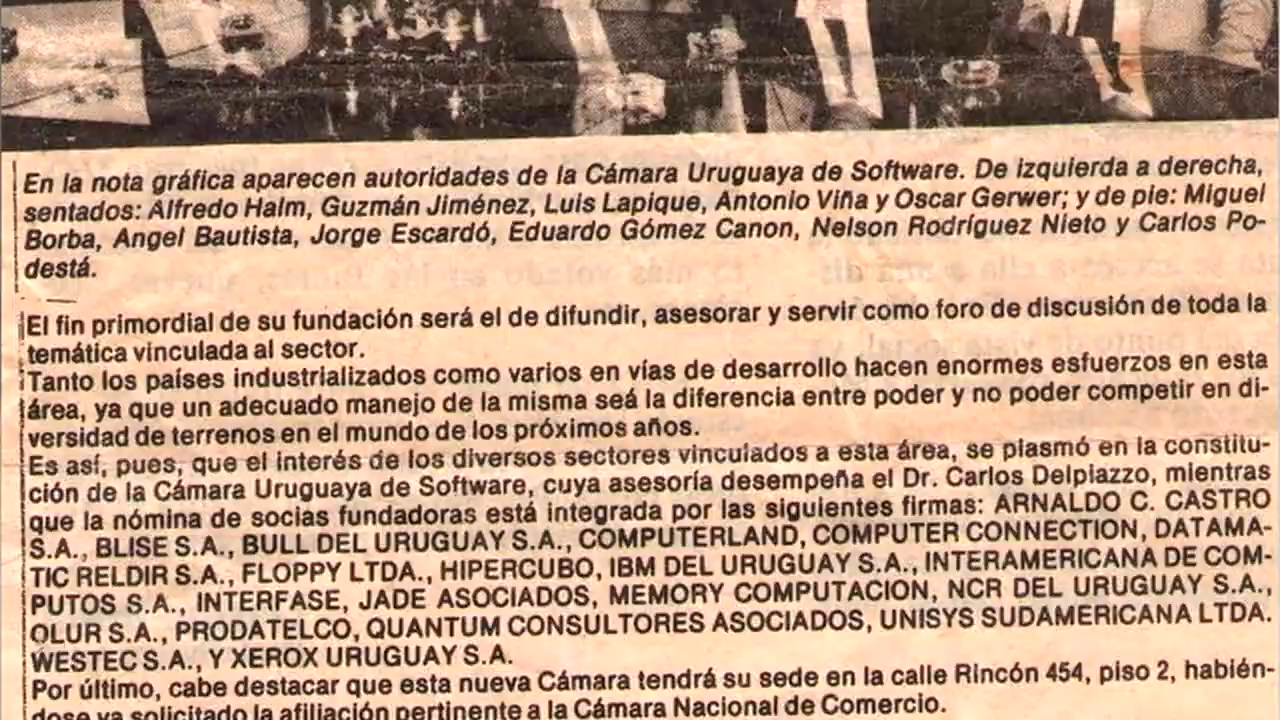 En la nota gráfica aparecen autoridades de la Cámara Uruguaya de Software. De izquierda a derecha,
sentados: Alfredo Halm, Guzmán Jiménez, Luis Lapique, Antonio Viña y Oscar Gerwer; y de pie: Miguel
Borba, Angel Bautista, Jorge Escardó, Eduardo Gómez Canon, Nelson Rodríguez Nieto y Carlos Po-
destá.
El fin primordial de su fundación será el de difundir, asesorar y servir como foro de discusión de toda la
temática vinculada al sector.
Tanto los países industrializados como varios en vías de desarrollo hacen enormes esfuerzos en esta
área, ya que un adecuado manejo de la misma seá la diferencia entre poder y no poder competir en di-
versidad de terrenos en el mundo de los próximos años.
Es así, pues, que el interés de los diversos sectores vinculados a esta área, se plasmó en la constitu-
ción de la Cámara Uruguaya de Software, cuya asesoría desempeña el Dr. Carlos Delpiazzo, mientras
que la nómina de socias fundadoras está integrada por las siguientes firmas: ARNALDO C. CASTRO
S.A., BLISE S.A., BULL DEL URUGUAY S.A., COMPUTERLAND, COMPUTER CONNECTION, DATAMA-
TIC RELDIR S.A., FLOPPY LTDA., HIPERCUBO, IBM DEL URUGUAY S.A., INTERAMERICANA DE COM-
PUTOS S.A., INTERFASE, JADE ASOCIADOS, MEMORY COMPUTACION, NCR DEL URUGUAY S.A.,
OLUR S.A., PRODATELCO, QUANTUM CONSULTORES ASOCIADOS, UNISYS SUDAMERICANA LTDA.
WESTEC S.A., Y XEROX URUGUAY S.A.
Por último, cabe destacar que esta nueva Cámara tendrá su sede en la calle Rincón 454, piso 2, habién-
dose ya solicitado la afiliación pertinente a la Cámara Nacional de Comercio.